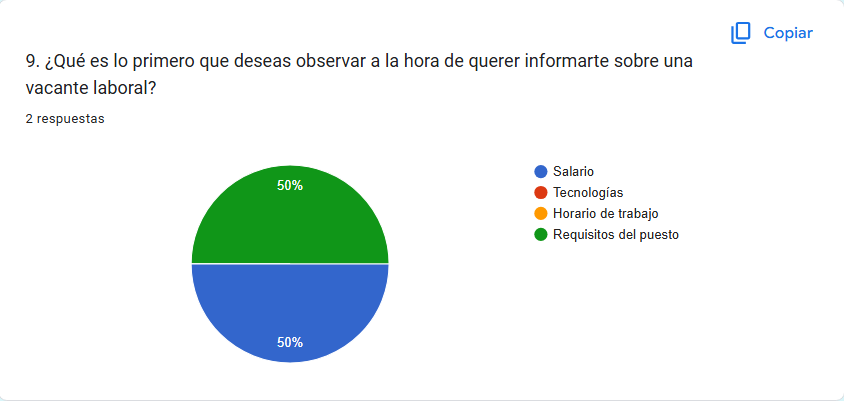 Copiar
9. ¿Qué es lo primero que deseas observar a la hora de querer informarte sobre una
vacante laboral?
2 respuestas
50%
50%
Salario
Tecnologías
Horario de trabajo
Requisitos del puesto